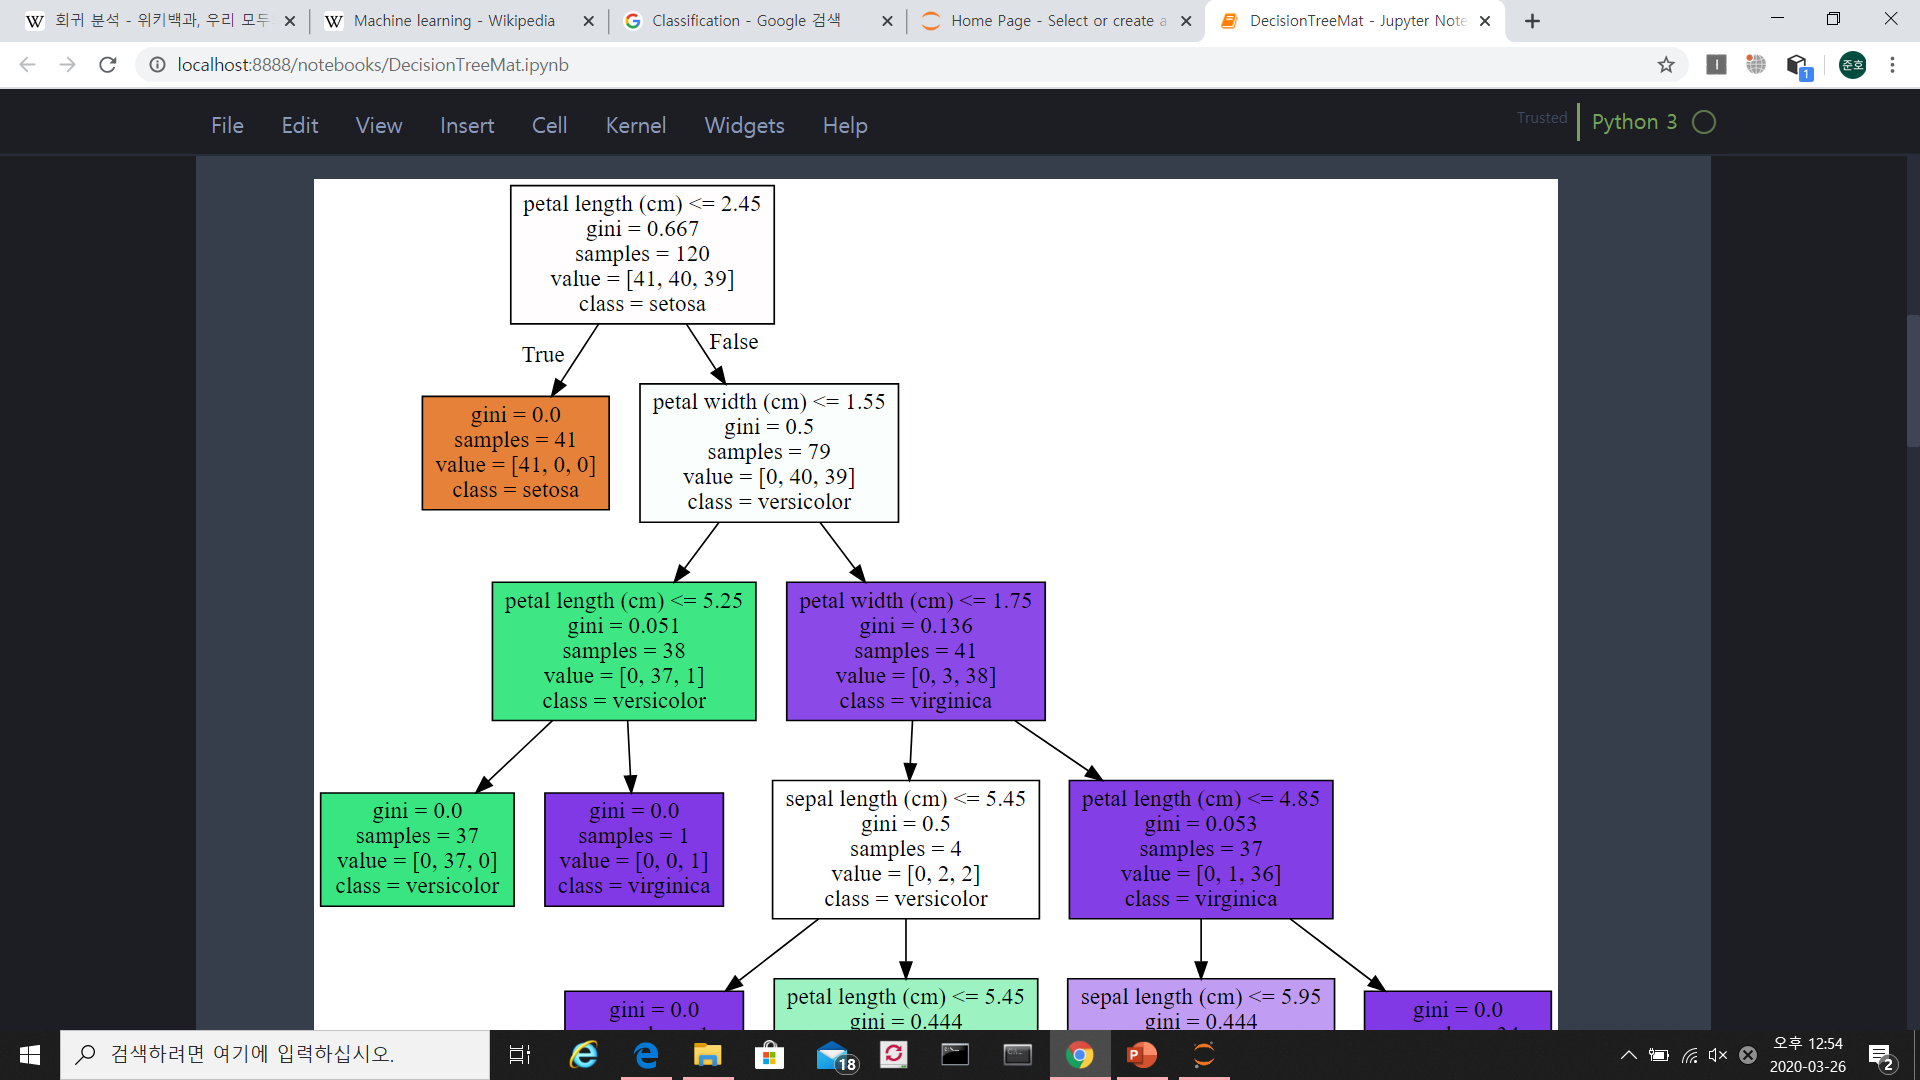 회귀 분석 - 위키백과, 우리 모두
Machine learning - Wikipedia
Classification - Google 검색
Home Page - Select or create a
DecisionTreeMat - Jupyter Note
localhost:8888/notebooks/DecisionTreeMat.ipynb
준호
1
File Edit View Insert Cell Kernel Widgets Help
Trusted
Python 3
petal length (cm) <= 2.45
gini = 0.667
samples = 120
value = [41, 40, 39]
class = setosa
True
False
gini = 0.0
samples = 41
value = [41, 0, 0]
class = setosa
petal width (cm) <= 1.55
gini = 0.5
samples = 79
value = [0, 40, 39]
class = versicolor
petal length (cm) <= 5.25
gini = 0.051
samples = 38
value = [0, 37, 1]
class = versicolor
petal width (cm) <= 1.75
gini = 0.136
samples = 41
value = [0, 3, 38]
class = virginica
gini = 0.0
samples = 37
value = [0, 37, 0]
class = versicolor
gini = 0.0
samples = 1
value = [0, 0, 1]
class = virginica
sepal length (cm) <= 5.45
gini = 0.5
samples = 4
value = [0, 2, 2]
class = versicolor
petal length (cm) <= 4.85
gini = 0.053
samples = 37
value = [0, 1, 36]
class = virginica
gini = 0.0
petal length (cm) <= 5.45
gini = 0.444
sepal length (cm) <= 5.95
gini = 0.444
gini = 0.0
검색하려면 여기에 입력하십시오.
18
오후 12:54
2020-03-26
2